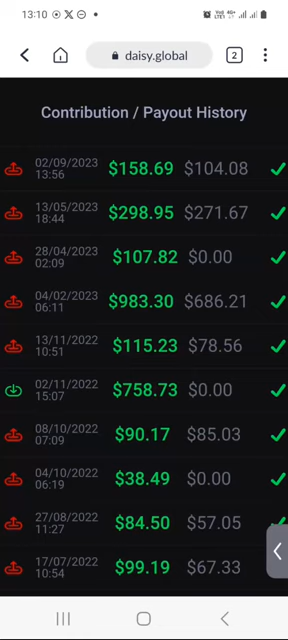 13:10
Vo) 4G+
LTE1
daisy.global
2
Contribution / Payout History
02/09/2023 $158.69 $104.08
13:56
13/05/2023 $298.95 $271.67
18:44
28/04/2023 $107.82 $0.00
02:09
04/02/2023 $983.30 $686.21
06:11
13/11/2022 $115.23 $78.56
10:51
02/11/2022 $758.73 $0.00
15:07
08/10/2022 $90.17 $85.03
07:09
04/10/2022 $38.49 $0.00
06:19
27/08/2022 $84.50 $57.05
11:27
17/07/2022 $99.19 $67.33
10:54